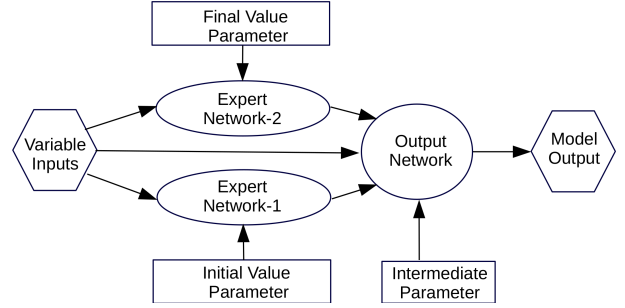 Final Value
Parameter
Expert
Network-2
Variable
Inputs
Output
Network
Model
Output
Expert
Network-1
Initial Value
Parameter
Intermediate
Parameter